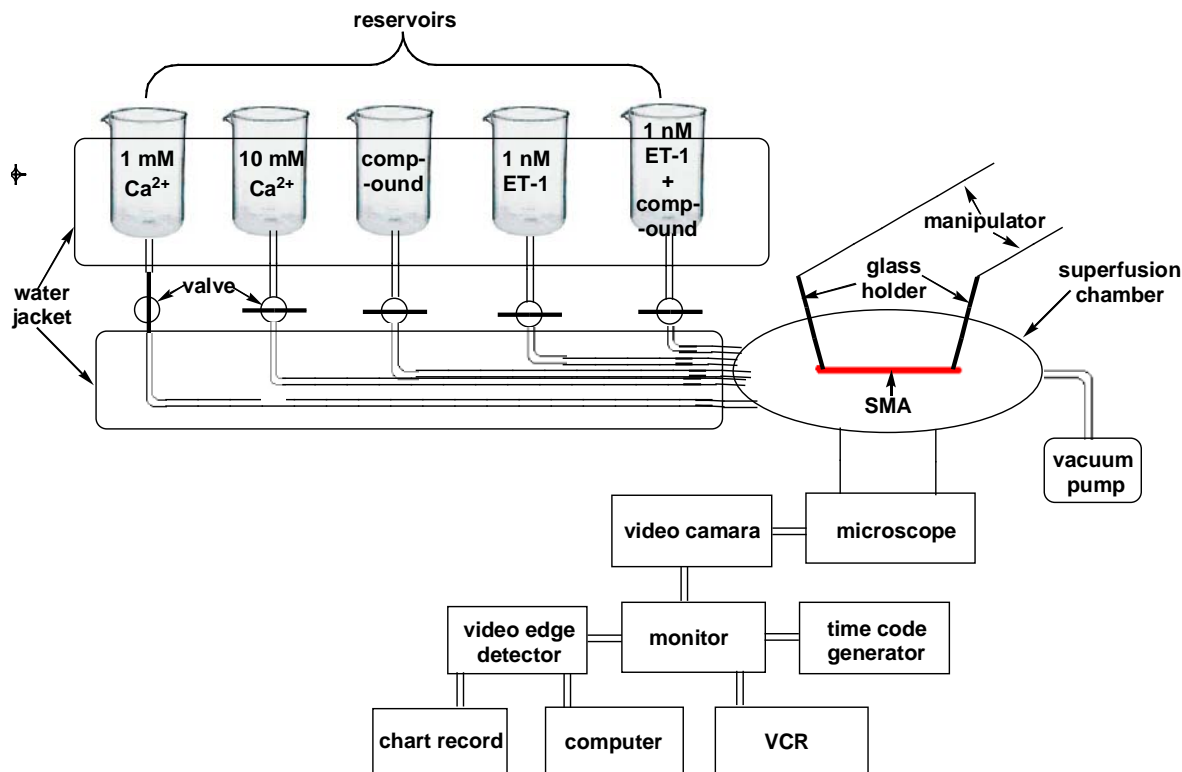 reservoirs
1 mM
Ca²⁺
10 mM
Ca²⁺
comp-
-ound
1 nM
ET-1
1 nM
ET-1
+
comp-
-ound
manipulator
glass
holder
superfusion
chamber
water
jacket
valve
SMA
vacuum
pump
video camara
microscope
video edge
detector
monitor
time code
generator
chart record
computer
VCR